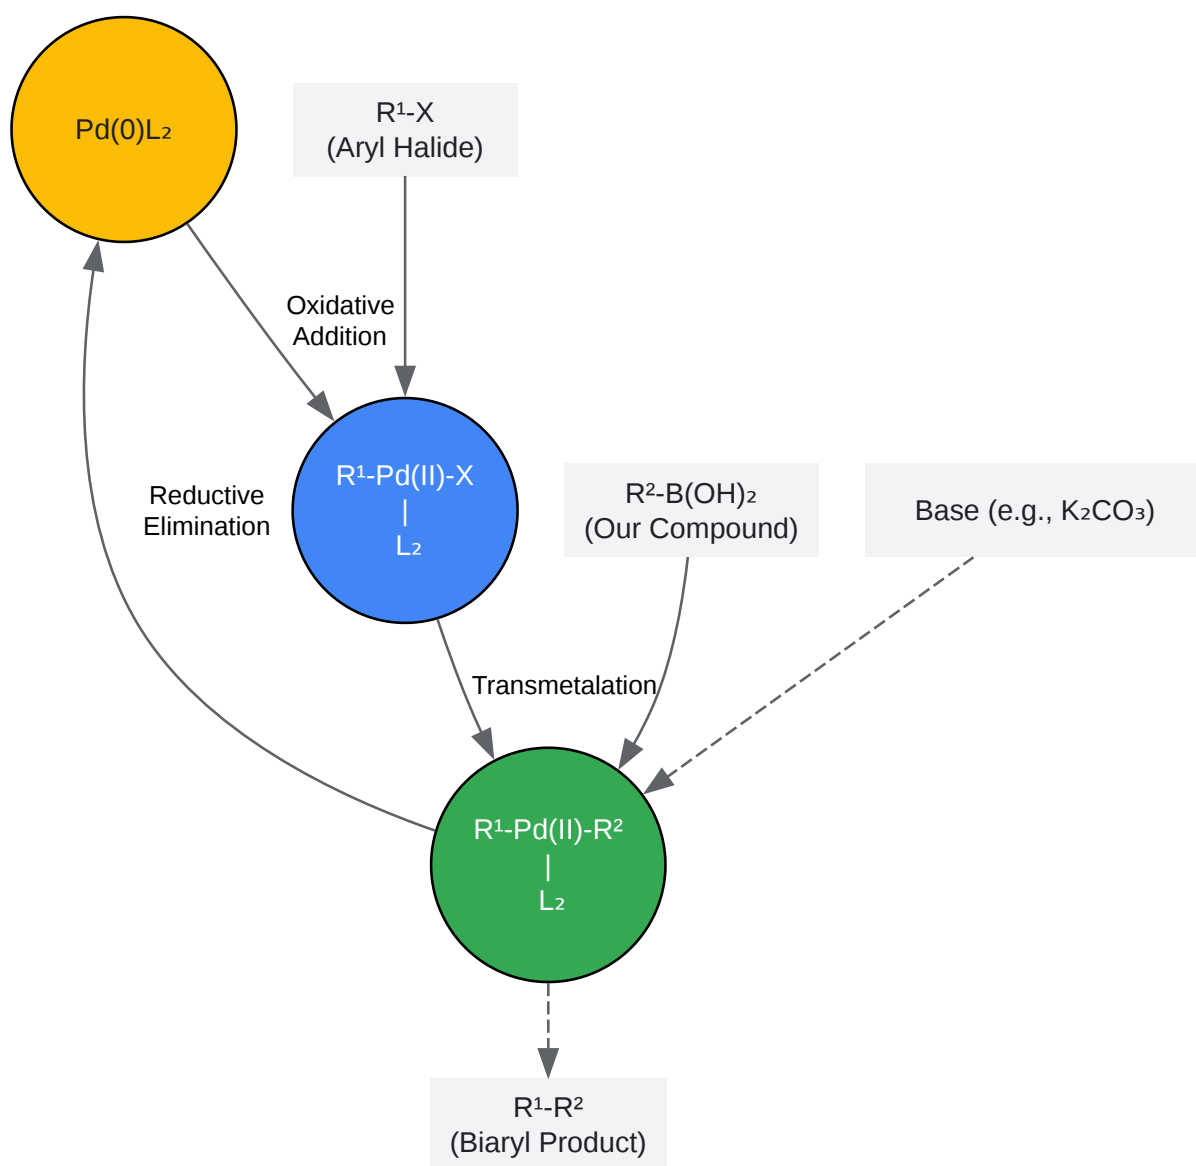 Pd(0)L₂
R¹-X
(Aryl Halide)
Oxidative
Addition
R¹-Pd(II)-X
|
L₂
Reductive
Elimination
R²-B(OH)₂
(Our Compound)
Base (e.g., K₂CO₃)
Transmetalation
R¹-Pd(II)-R²
|
L₂
R¹-R²
(Biaryl Product)